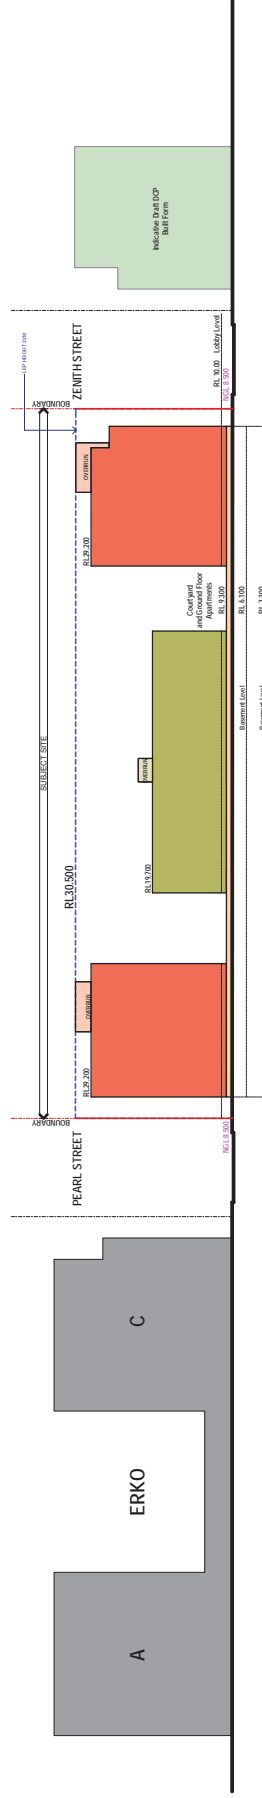 Indicative Draft DCP
Built Form
ZENITH STREET
LEP HEIGHT 22M
BOUNDARY
RL 10.00 Lobby Level
NGL 8.500
OVERRUN
RL29,200
Courtyard
and Ground Floor
Apartments
RL 9.300
RL 6.100
Basement Level
SUBJECT SITE
RL30,500
OVERRUN
RL19,700
OVERRUN
RL29,200
BOUNDARY
PEARL STREET
NGL 8.500
C
ERKO
A